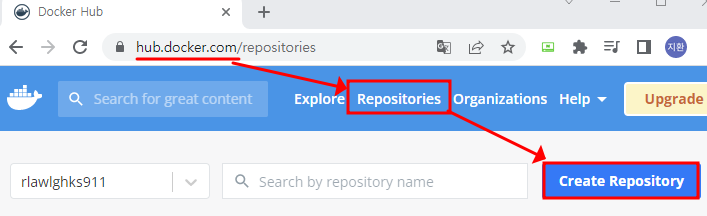 Docker Hub
hub.docker.com/repositories
지환
Search for great content
Explore Repositories Organizations Help Upgrade
rlawlghks911
Search by repository name
Create Repository